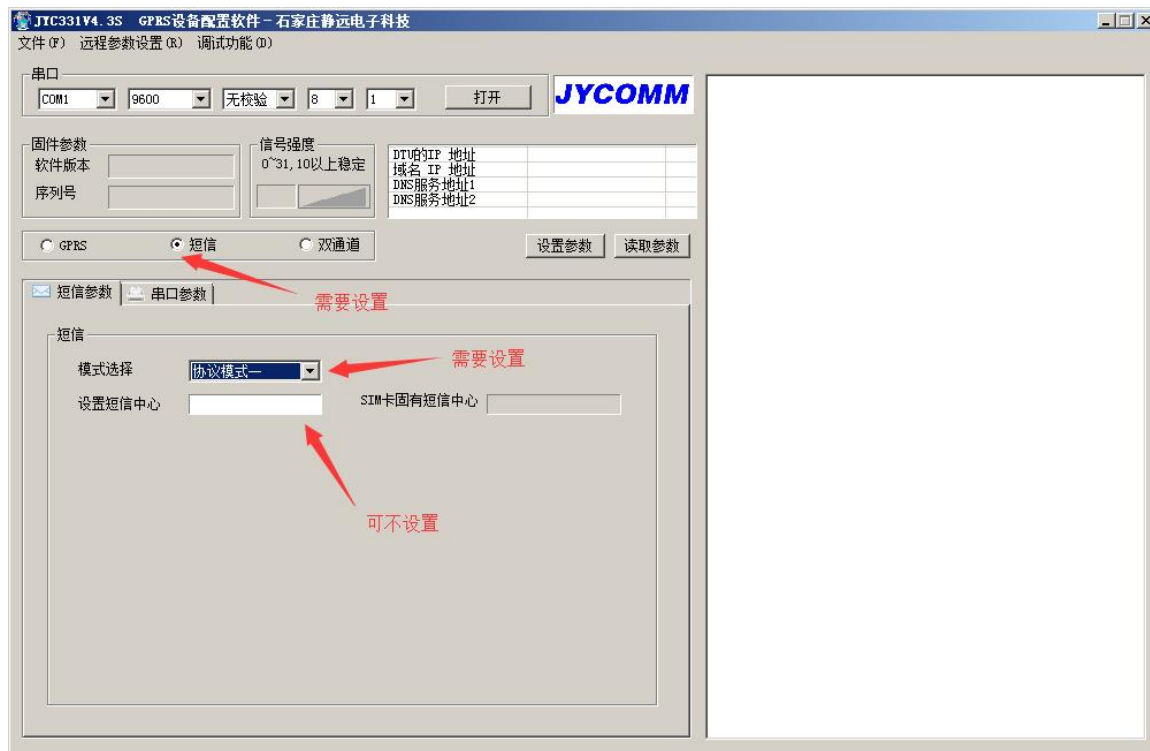 JYC331V4.3S GPRS设备配置软件－石家庄静远电子科技
文件(F) 远程参数设置(R) 调试功能(D)
串口
COM1 9600 无校验 8 1 打开
JYCOMM
固件参数
软件版本
序列号
信号强度
0~31,10以上稳定
DTU的IP 地址
域名 IP 地址
DNS服务地址1
DNS服务地址2
GPRS 短信 双通道
设置参数 读取参数
短信参数 串口参数
需要设置
短信
模式选择 协议模式一
需要设置
设置短信中心
SIM卡固有短信中心
可不设置